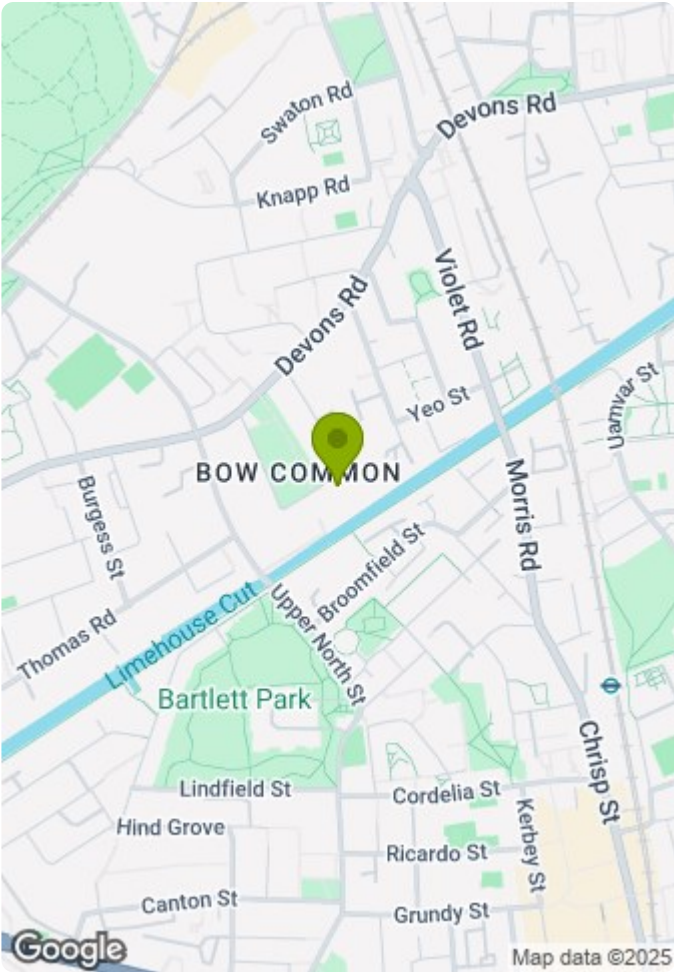 Swaton Rd
Devons Rd
Knapp Rd
Violet Rd
Devons Rd
Yeo St
BOW COMMON
Burgess St
Morris Rd
Broomfield St
Limehouse Cut
Upper North St
Thomas Rd
Bartlett Park
Chrisp St
Lindfield St
Cordelia St
Hind Grove
Kerbey St
Ricardo St
Canton St
Grundy St
Google
Map data ©2025